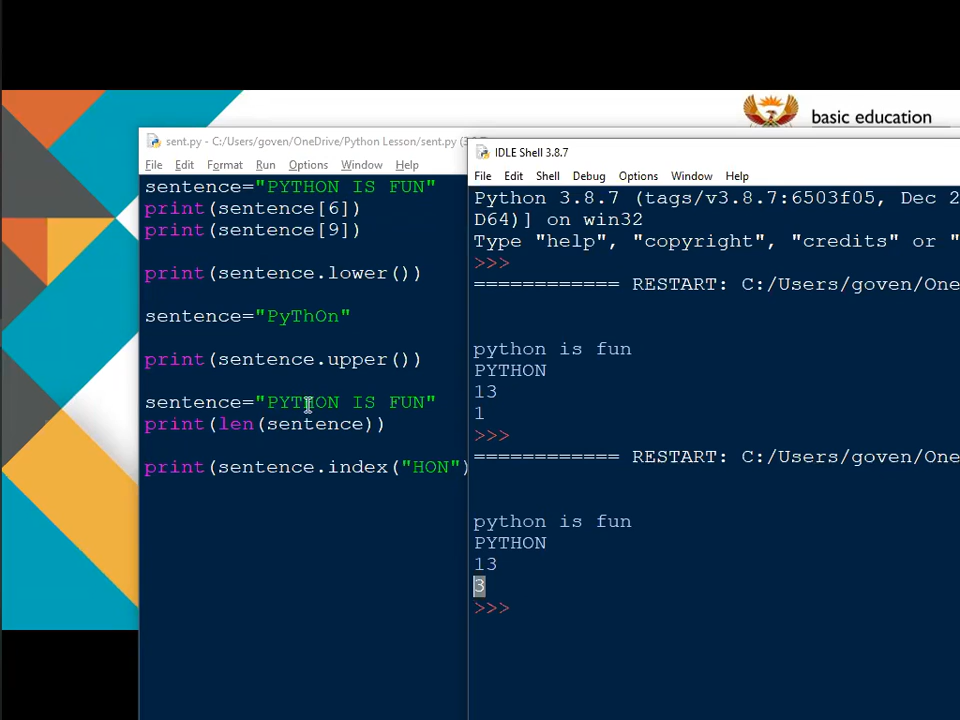 basic education
sent.py - C:/Users/goven/OneDrive/Python Lesson/sent.py (3
File Edit Format Run Options Window Help
sentence="PYTHON IS FUN"
print(sentence[6])
print(sentence[9])
print(sentence.lower())
sentence="PyThOn"
print(sentence.upper())
sentence="PYTHON IS FUN"
print(len(sentence))
print(sentence.index("HON")
IDLE Shell 3.8.7
File Edit Shell Debug Options Window Help
Python 3.8.7 (tags/v3.8.7:6503f05, Dec 2
D64)] on win32
Type "help", "copyright", "credits" or "
>>>
============ RESTART: C:/Users/goven/One
python is fun
PYTHON
13
1
>>>
============ RESTART: C:/Users/goven/One
python is fun
PYTHON
13
3
>>>